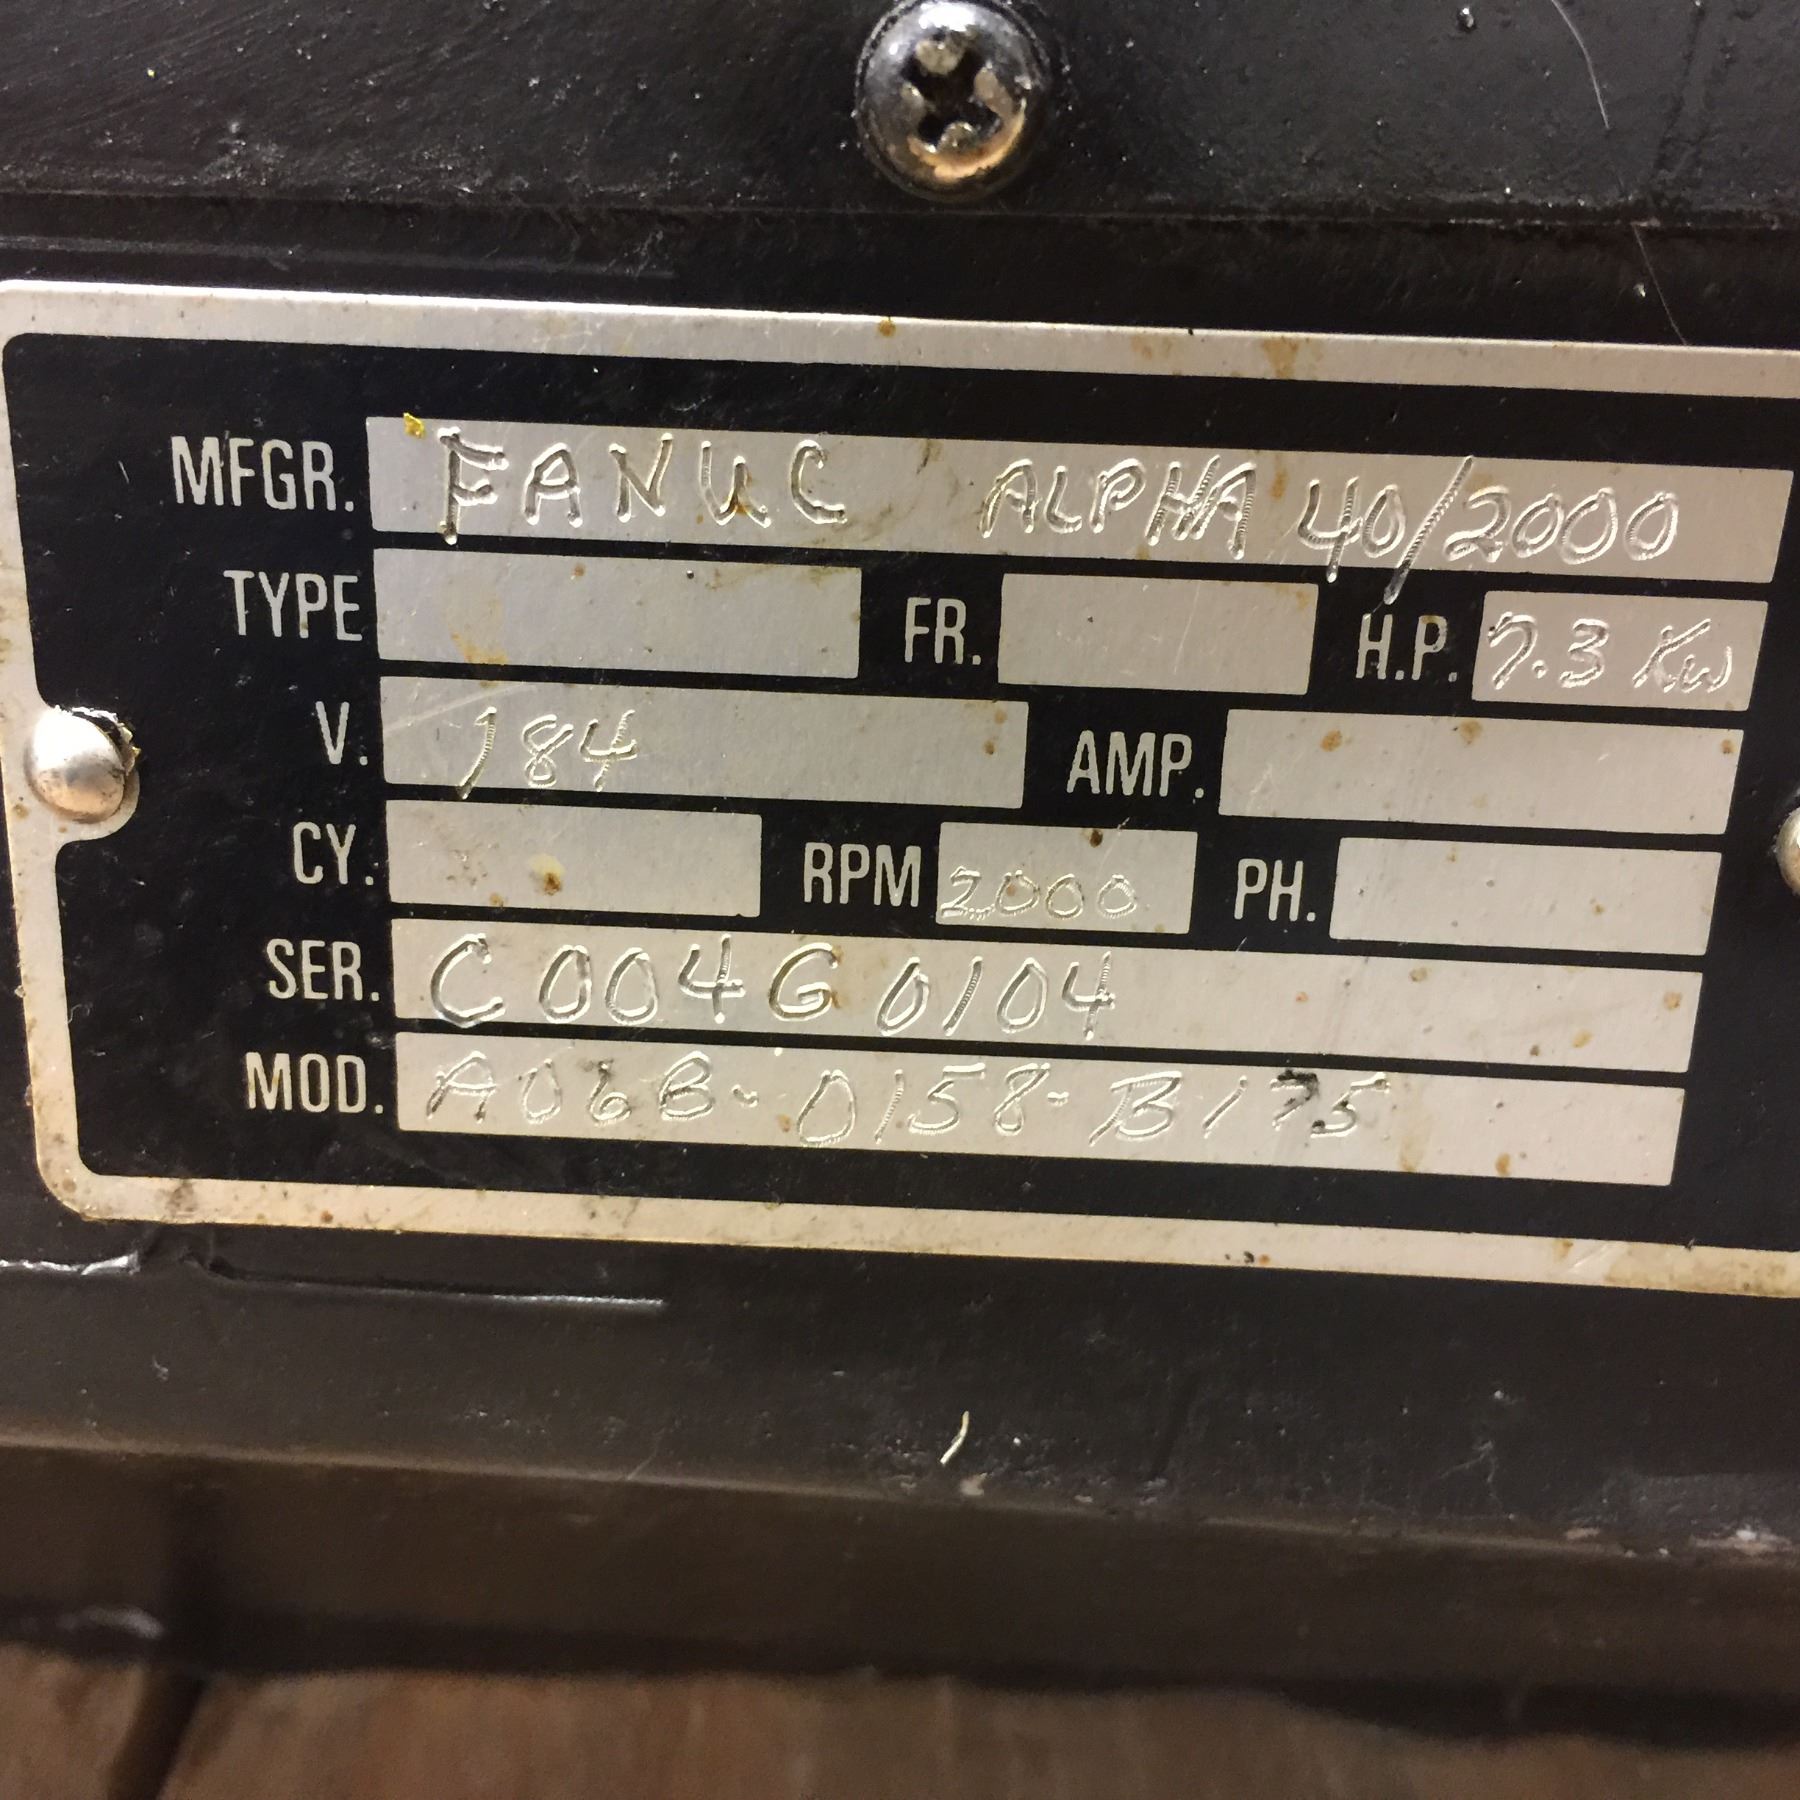 MFGR. FANUC ALPHA 40/2000
TYPE FR. H.P. 7.3 KW
V. 184 AMP.
CY. RPM 2000 PH.
SER. C004G0104
MOD. A06B-0158-B175